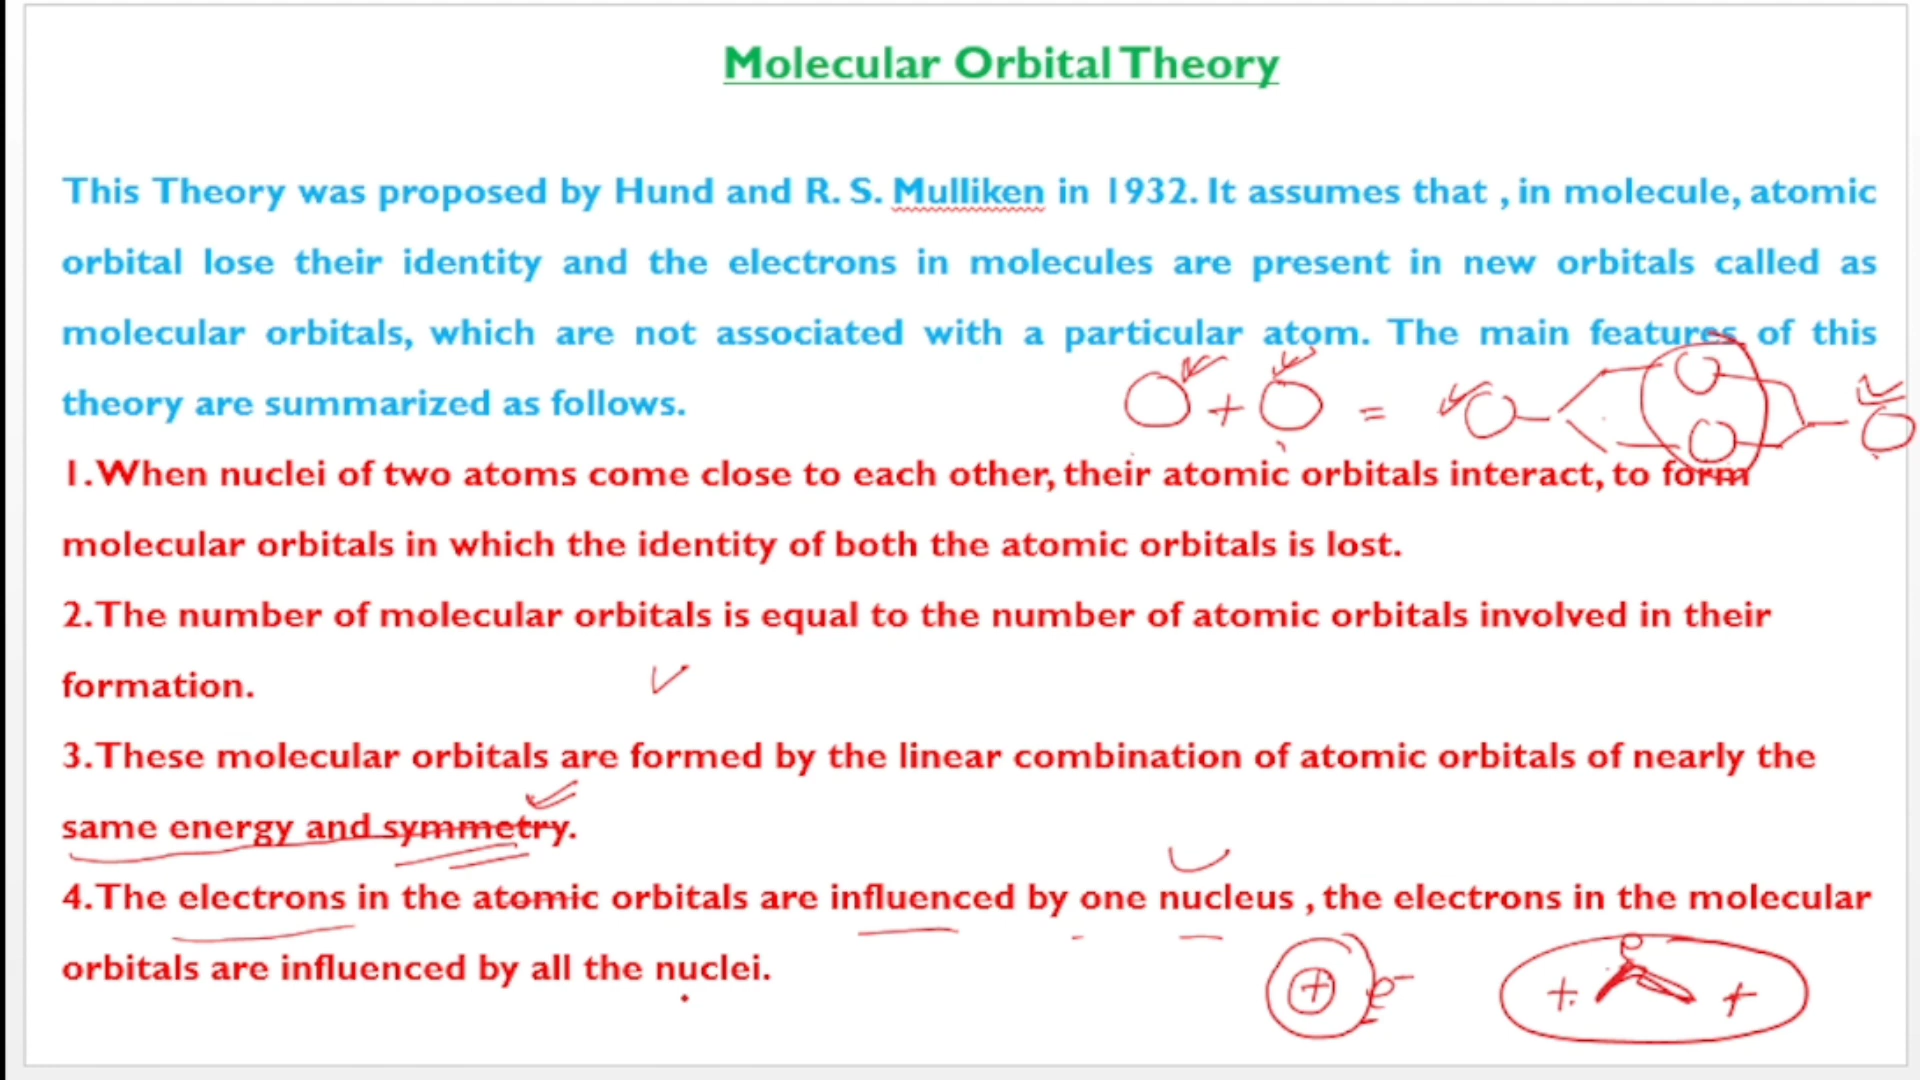 Molecular Orbital Theory
This Theory was proposed by Hund and R. S. Mulliken in 1932. It assumes that , in molecule, atomic
orbital lose their identity and the electrons in molecules are present in new orbitals called as
molecular orbitals, which are not associated with a particular atom. The main features of this
theory are summarized as follows.
+ =
1.When nuclei of two atoms come close to each other, their atomic orbitals interact, to form
molecular orbitals in which the identity of both the atomic orbitals is lost.
2.The number of molecular orbitals is equal to the number of atomic orbitals involved in their
formation.
3.These molecular orbitals are formed by the linear combination of atomic orbitals of nearly the
same energy and symmetry.
4.The electrons in the atomic orbitals are influenced by one nucleus , the electrons in the molecular
orbitals are influenced by all the nuclei.
+ e- + +